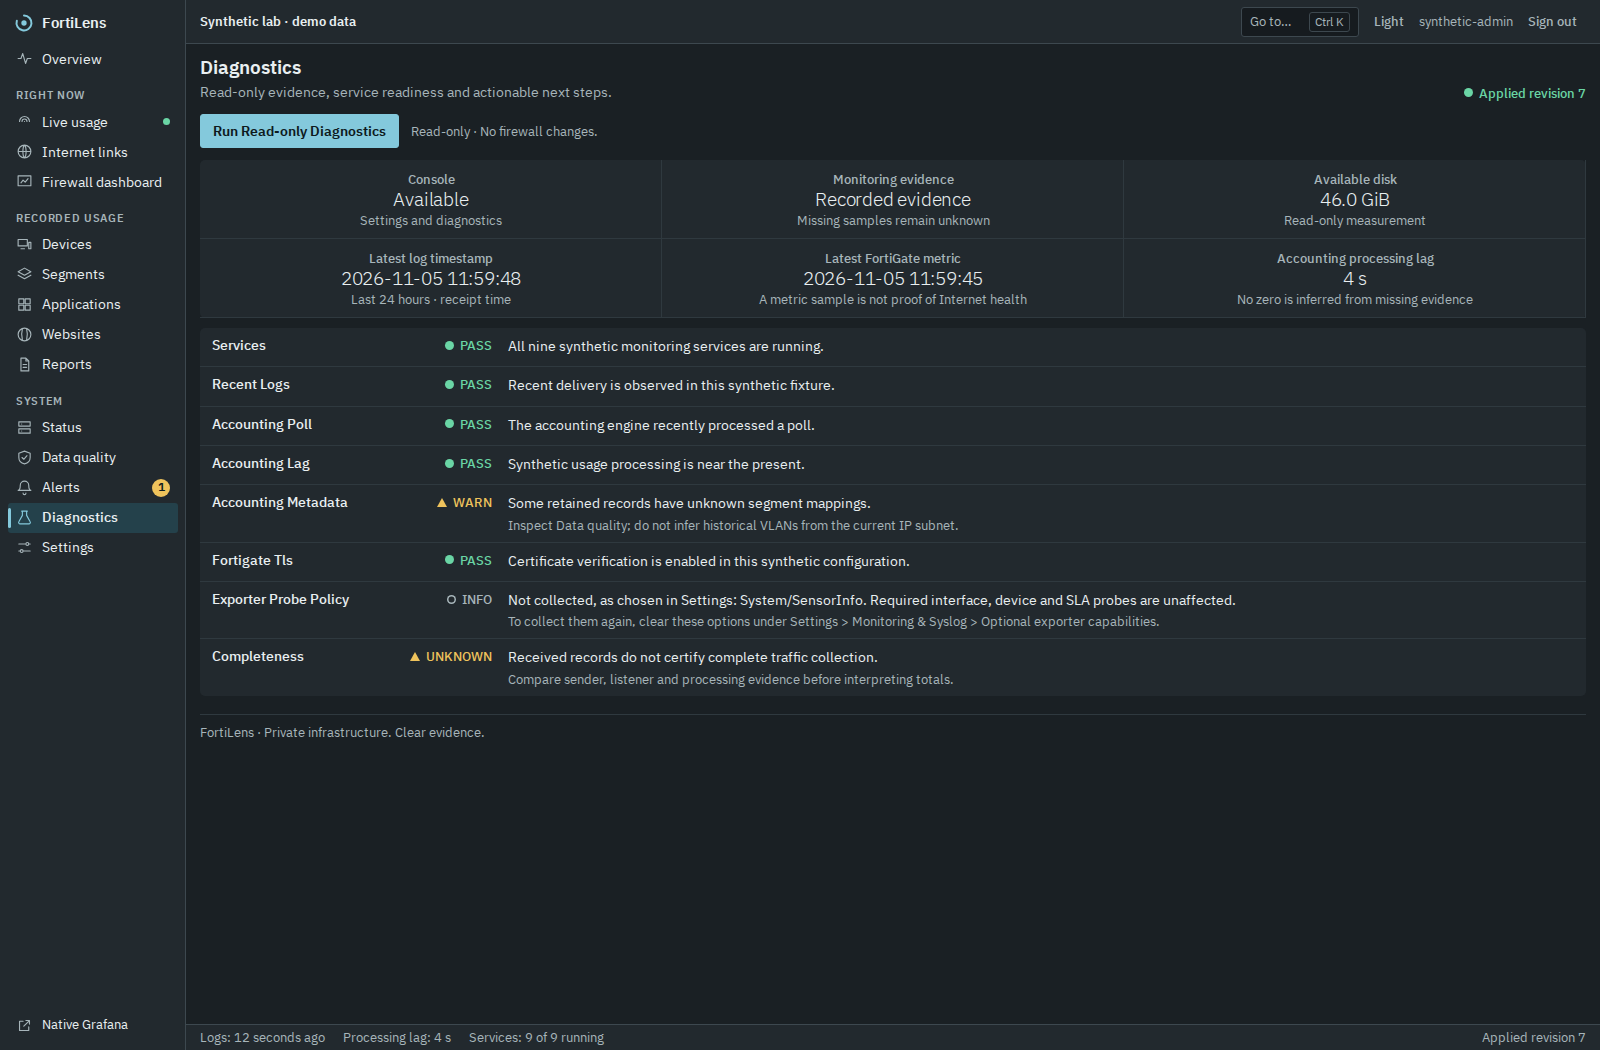 FortiLens
Overview
RIGHT NOW
Live usage
Internet links
Firewall dashboard
RECORDED USAGE
Devices
Segments
Applications
Websites
Reports
SYSTEM
Status
Data quality
Alerts 1
Diagnostics
Settings
Native Grafana
Synthetic lab · demo data
Go to... Ctrl K Light synthetic-admin Sign out
Diagnostics
Read-only evidence, service readiness and actionable next steps.
Applied revision 7
Run Read-only Diagnostics Read-only · No firewall changes.
Console
Available
Settings and diagnostics
Monitoring evidence
Recorded evidence
Missing samples remain unknown
Available disk
46.0 GiB
Read-only measurement
Latest log timestamp
2026-11-05 11:59:48
Last 24 hours · receipt time
Latest FortiGate metric
2026-11-05 11:59:45
A metric sample is not proof of Internet health
Accounting processing lag
4 s
No zero is inferred from missing evidence
Services PASS All nine synthetic monitoring services are running.
Recent Logs PASS Recent delivery is observed in this synthetic fixture.
Accounting Poll PASS The accounting engine recently processed a poll.
Accounting Lag PASS Synthetic usage processing is near the present.
Accounting Metadata WARN Some retained records have unknown segment mappings.
Inspect Data quality; do not infer historical VLANs from the current IP subnet.
Fortigate Tls PASS Certificate verification is enabled in this synthetic configuration.
Exporter Probe Policy INFO Not collected, as chosen in Settings: System/SensorInfo. Required interface, device and SLA probes are unaffected.
To collect them again, clear these options under Settings > Monitoring & Syslog > Optional exporter capabilities.
Completeness UNKNOWN Received records do not certify complete traffic collection.
Compare sender, listener and processing evidence before interpreting totals.
FortiLens · Private infrastructure. Clear evidence.
Logs: 12 seconds ago Processing lag: 4 s Services: 9 of 9 running Applied revision 7